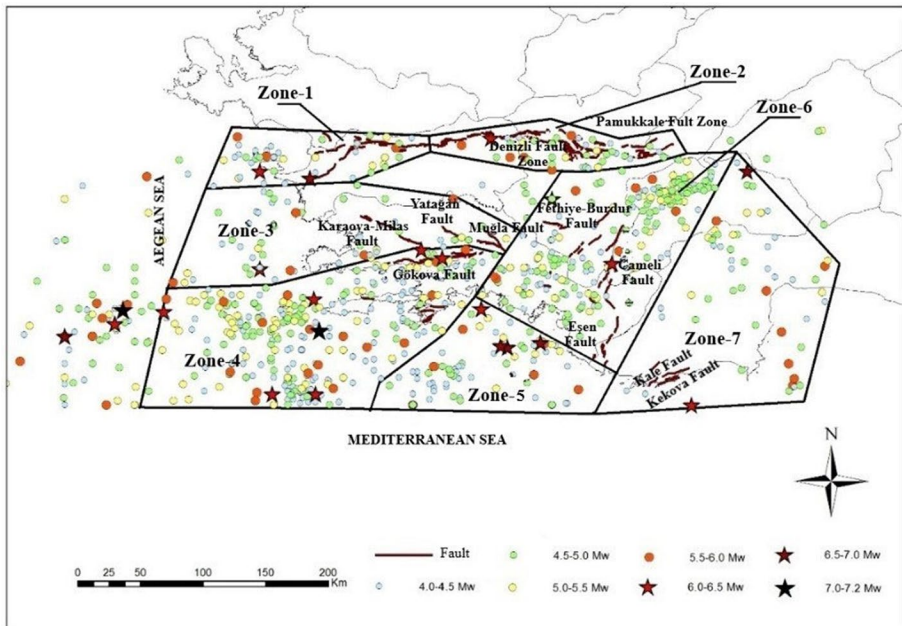 Zone-1
Zone-2
Zone-6
Pamukkale Fult Zone
Denizli Fault
Zone
AEGEAN SEA
Yatağan
Fault
Fethiye-Burdur
Fault
Zone-3
Karaova-Milas
Fault
Muğla Fault
Gökova Fault
Çameli
Fault
Eşen
Fault
Zone-7
Zone-4
Zone-5
Kale Fault
Kekova Fault
MEDITERRANEAN SEA
N
Fault
4.5-5.0 Mw
5.5-6.0 Mw
6.5-7.0 Mw
4.0-4.5 Mw
5.0-5.5 Mw
6.0-6.5 Mw
7.0-7.2 Mw
0 50 100 150 200
Km